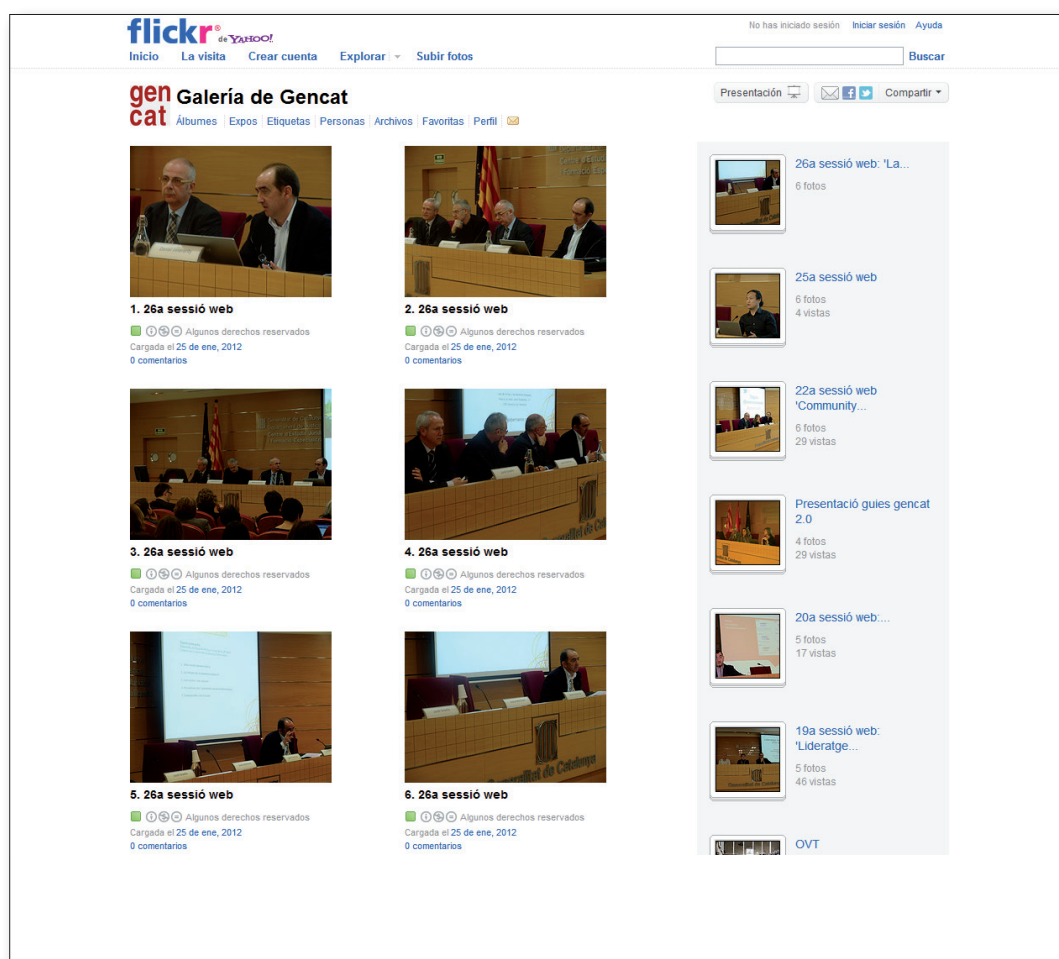 flickr® de YAHOO!
No has iniciado sesión Iniciar sesión Ayuda
Inicio La visita Crear cuenta Explorar Subir fotos
Buscar
gencat
Galería de Gencat
Álbumes Expos Etiquetas Personas Archivos Favoritas Perfil
Presentación
Compartir
1. 26a sessió web
Algunos derechos reservados
Cargada el 25 de ene, 2012
0 comentarios
2. 26a sessió web
Algunos derechos reservados
Cargada el 25 de ene, 2012
0 comentarios
3. 26a sessió web
Algunos derechos reservados
Cargada el 25 de ene, 2012
0 comentarios
4. 26a sessió web
Algunos derechos reservados
Cargada el 25 de ene, 2012
0 comentarios
5. 26a sessió web
Algunos derechos reservados
Cargada el 25 de ene, 2012
0 comentarios
Generalitat de Catalunya
6. 26a sessió web
Algunos derechos reservados
Cargada el 25 de ene, 2012
0 comentarios
26a sessió web: 'La...
6 fotos
25a sessió web
6 fotos
4 vistas
22a sessió web
'Community...
6 fotos
29 vistas
Presentació guies gencat
2.0
4 fotos
29 vistas
20a sessió web:...
5 fotos
17 vistas
19a sessió web:
'Lideratge...
5 fotos
46 vistas
OVT